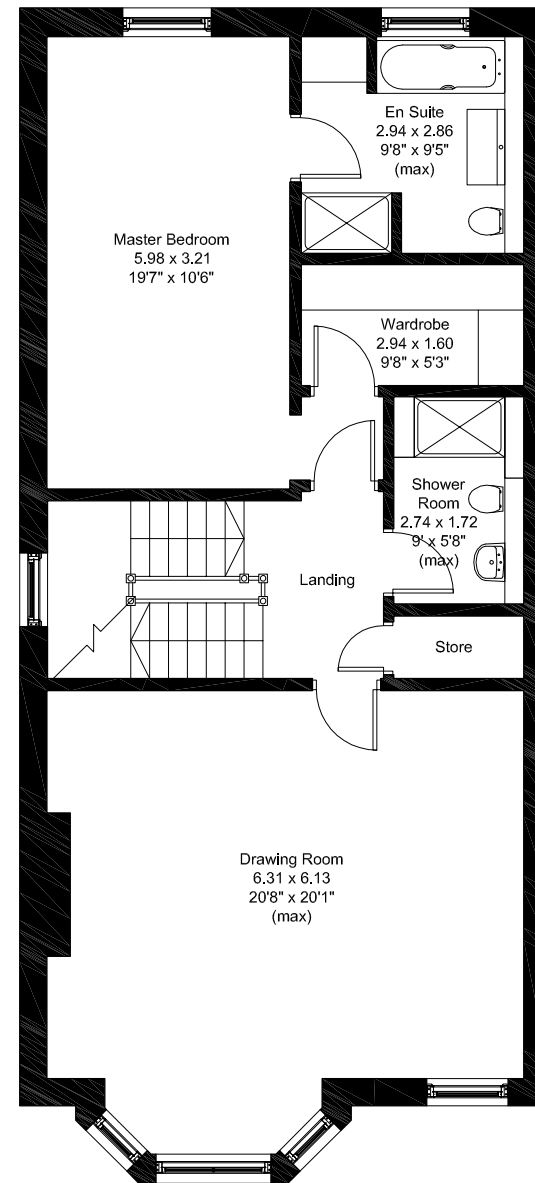 En Suite
2.94 x 2.86
9'8" x 9'5"
(max)
Master Bedroom
5.98 x 3.21
19'7" x 10'6"
Wardrobe
2.94 x 1.60
9'8" x 5'3"
Shower
Room
2.74 x 1.72
9' x 5'8"
(max)
Landing
Store
Drawing Room
6.31 x 6.13
20'8" x 20'1"
(max)